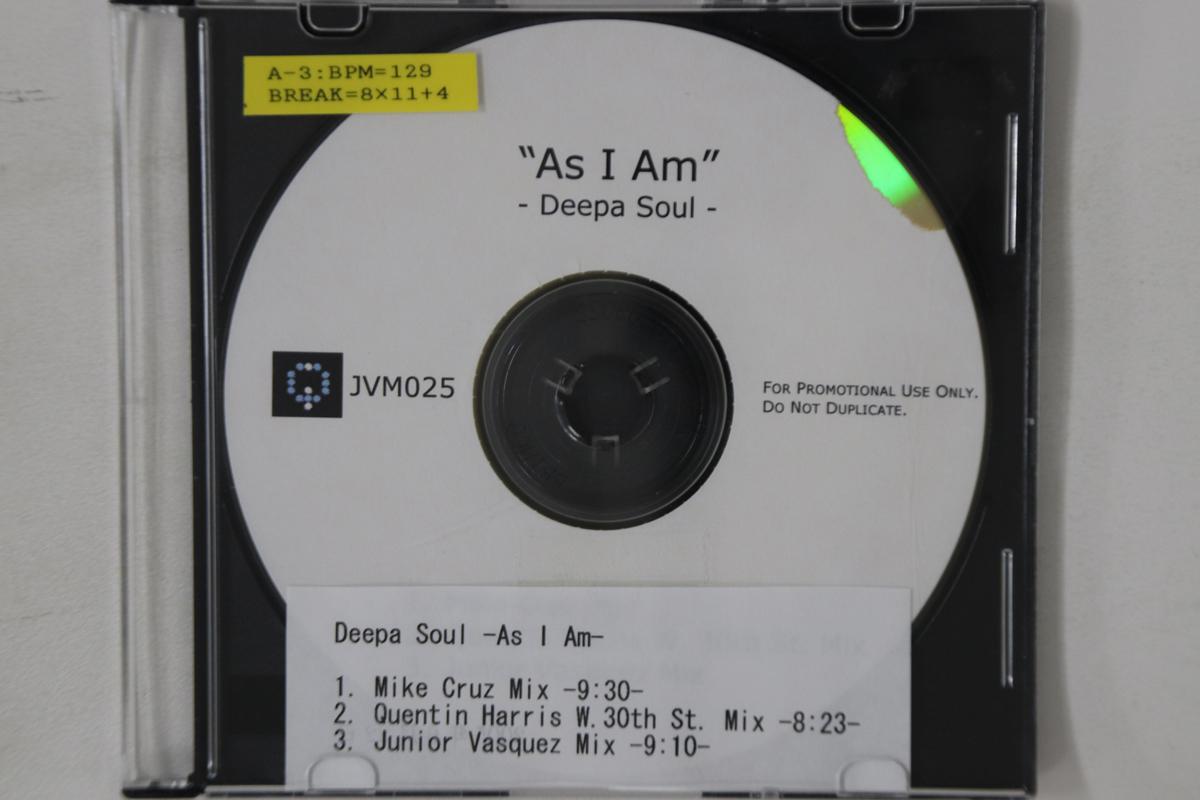 A-3:BPM=129
BREAK=8×11+4
"As I Am"
- Deepa Soul -
JVM025
For Promotional Use Only.
Do Not Duplicate.
Deepa Soul -As I Am-
1. Mike Cruz Mix -9:30-
2. Quentin Harris W.30th St. Mix -8:23-
3. Junior Vasquez Mix -9:10-